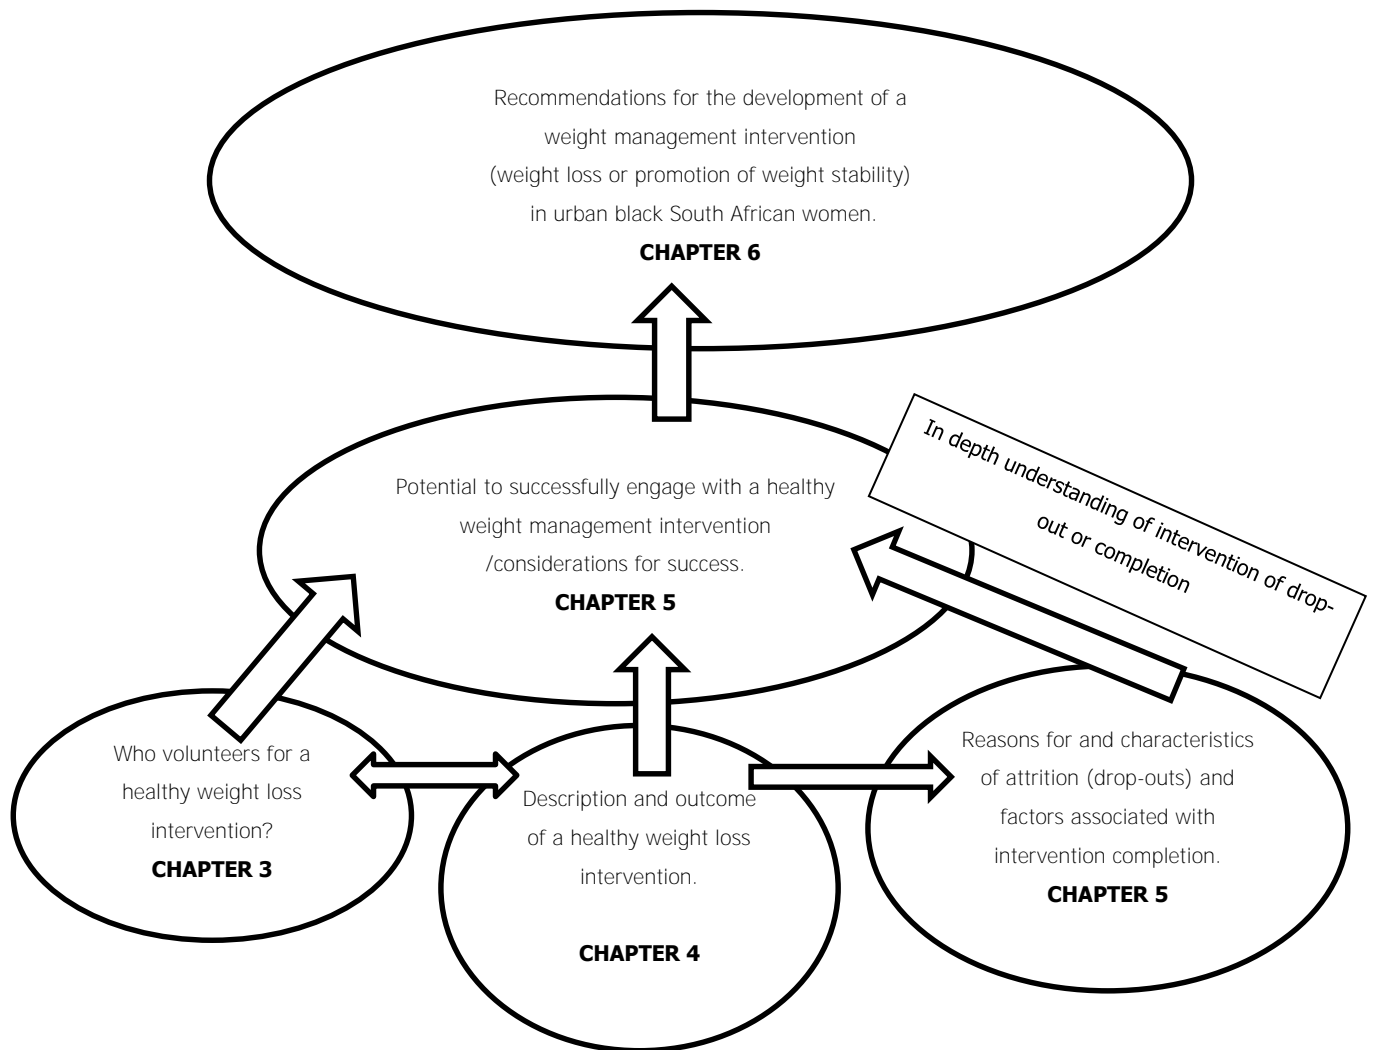 Recommendations for the development of a
weight management intervention
(weight loss or promotion of weight stability)
in urban black South African women.
CHAPTER 6
Potential to successfully engage with a healthy
weight management intervention
/considerations for success.
CHAPTER 5
In depth understanding of intervention of drop-
out or completion
Who volunteers for a
healthy weight loss
intervention?
CHAPTER 3
Description and outcome
of a healthy weight loss
intervention.
CHAPTER 4
Reasons for and characteristics
of attrition (drop-outs) and
factors associated with
intervention completion.
CHAPTER 5